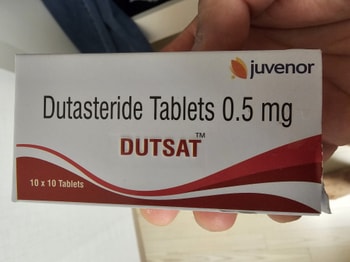 juvenor
Dutasteride Tablets 0.5 mg
DUTSAT™
10 x 10 Tablets